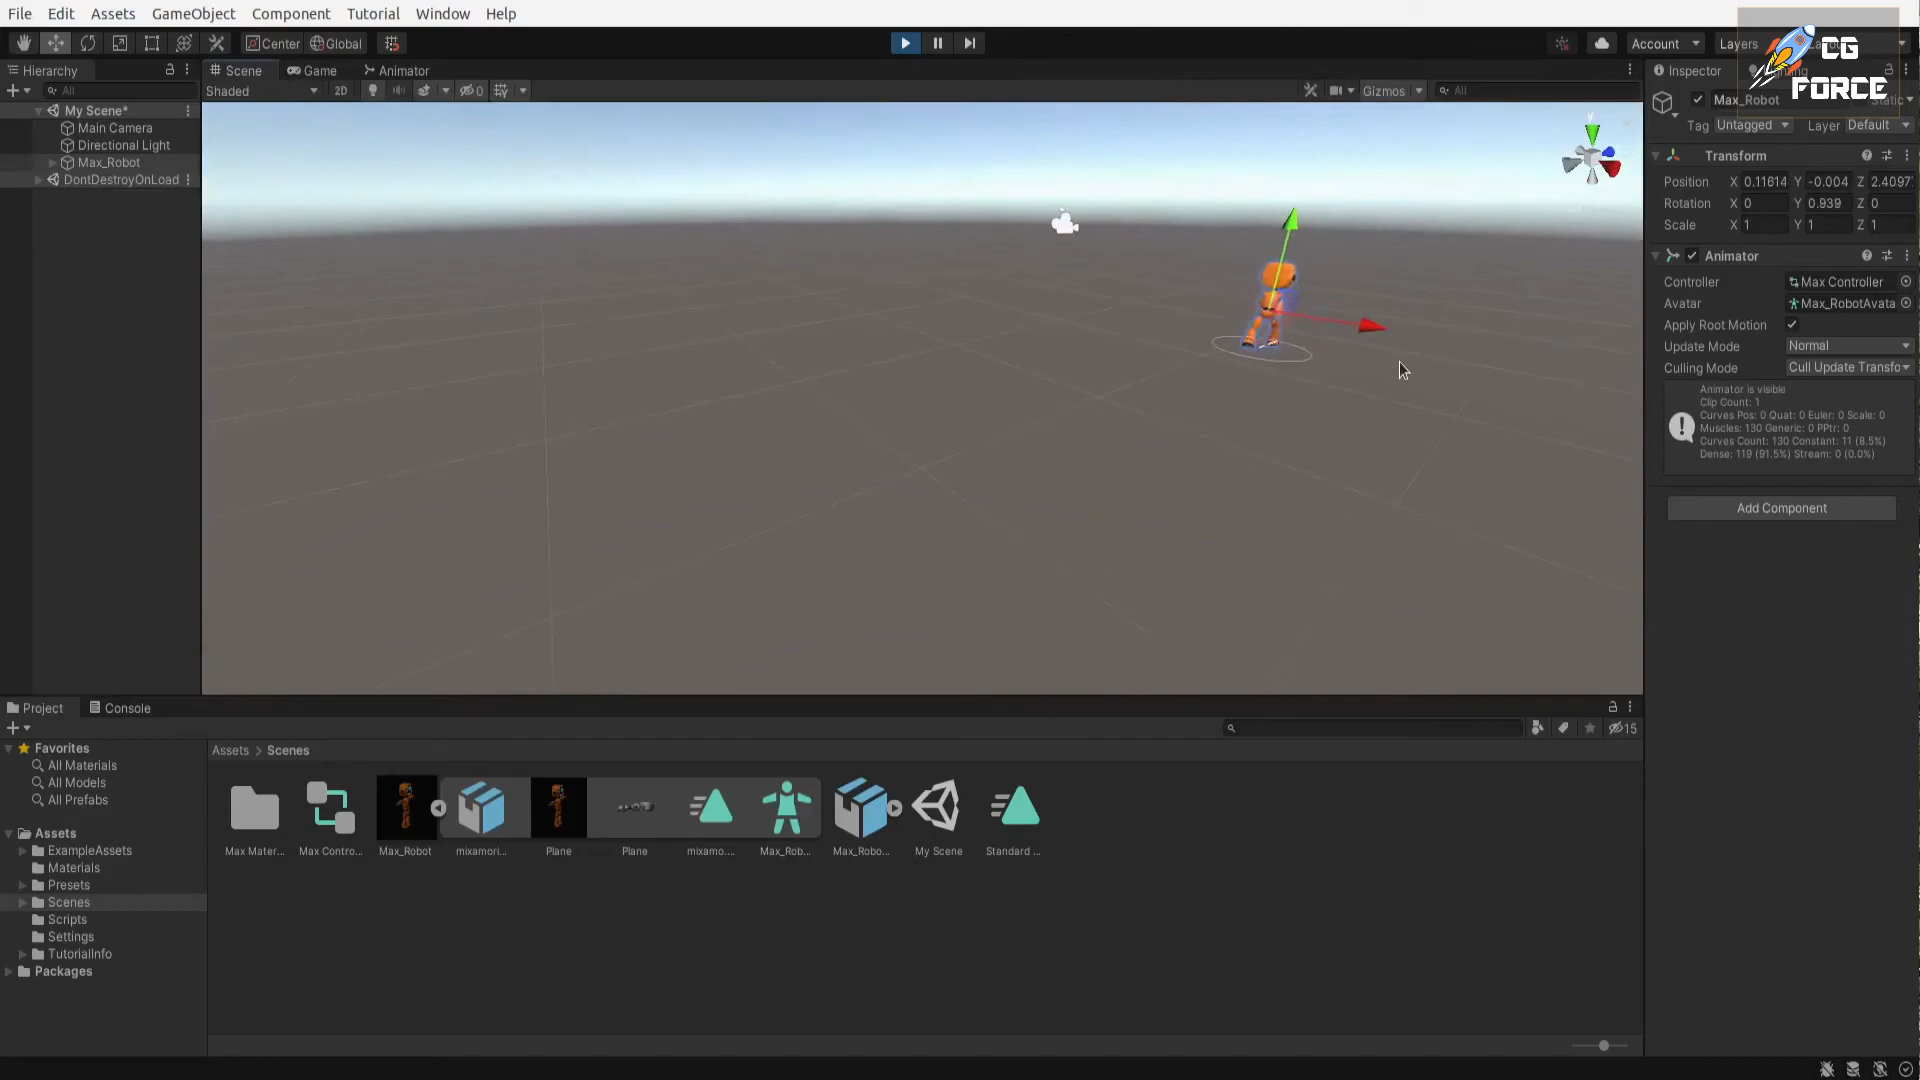 File Edit Assets GameObject Component Tutorial Window Help
Center Global Account Layers
CG
FORCE
Hierarchy
All
My Scene*
Main Camera
Directional Light
Max_Robot
DontDestroyOnLoad
Scene Game Animator
Shaded 2D 0 Gizmos All
y
Inspector
Max_Robot Static
Tag Untagged Layer Default
Transform
Position X 0.11614 Y -0.004 Z 2.4097
Rotation X 0 Y 0.939 Z 0
Scale X 1 Y 1 Z 1
Animator
Controller Max Controller
Avatar Max_RobotAvata
Apply Root Motion
Update Mode Normal
Culling Mode Cull Update Transfo
Animator is visible
Clip Count: 1
Curves Pos: 0 Quat: 0 Euler: 0 Scale: 0
Muscles: 130 Generic: 0 PPtr: 0
Curves Count: 130 Constant: 11 (8.5%)
Dense: 119 (91.5%) Stream: 0 (0.0%)
Add Component
Project Console
15
Favorites
All Materials
All Models
All Prefabs
Assets
ExampleAssets
Materials
Presets
Scenes
Scripts
Settings
TutorialInfo
Packages
Assets > Scenes
Max Mater... Max Contro... Max_Robot mixamori... Plane Plane mixamo.... Max_Rob... Max_Robo... My Scene Standard ...